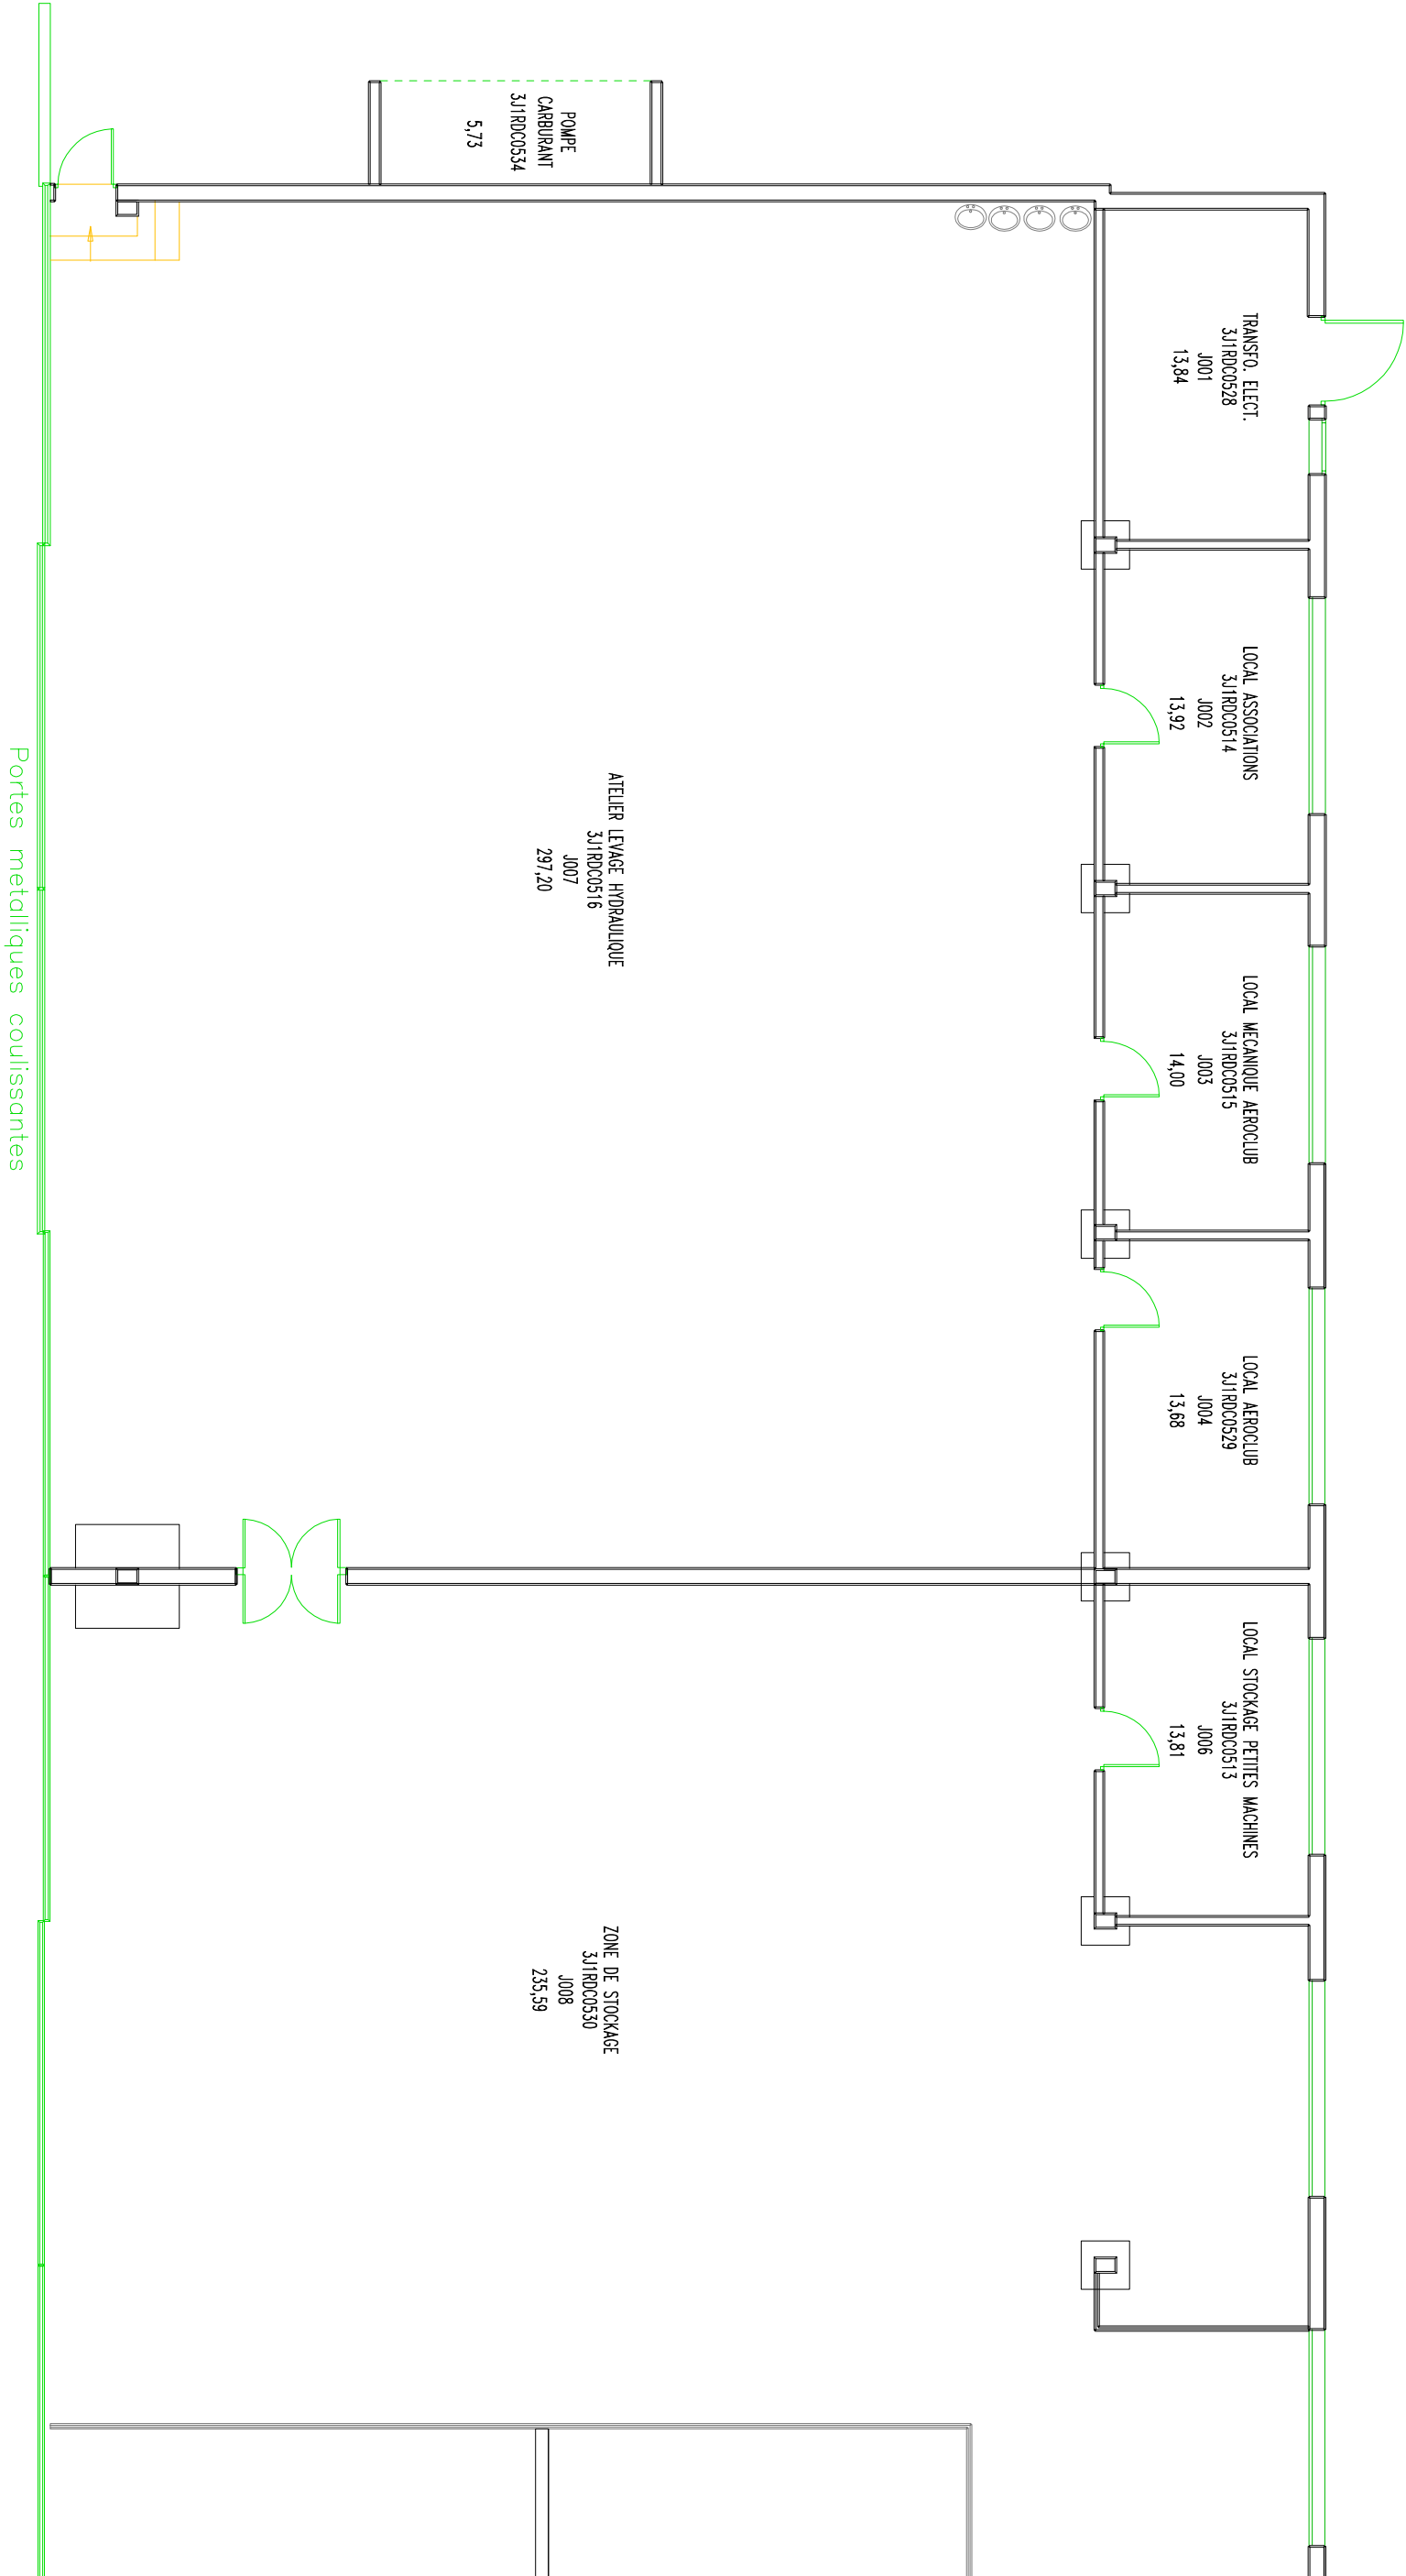 POMPE
CARBURANT
3J1RDC0534
5,73
TRANSFO. ELECT.
3J1RDC0528
J001
13,84
LOCAL ASSOCIATIONS
3J1RDC0514
J002
13,92
LOCAL MECANIQUE AEROCLUB
3J1RDC0515
J003
14,00
LOCAL AEROCLUB
3J1RDC0529
J004
13,68
LOCAL STOCKAGE PETITES MACHINES
3J1RDC0513
J006
13,81
ATELIER LEVAGE HYDRAULIQUE
3J1RDC0516
J007
297,20
ZONE DE STOCKAGE
3J1RDC0530
J008
235,59
Portes metalliques coulissantes